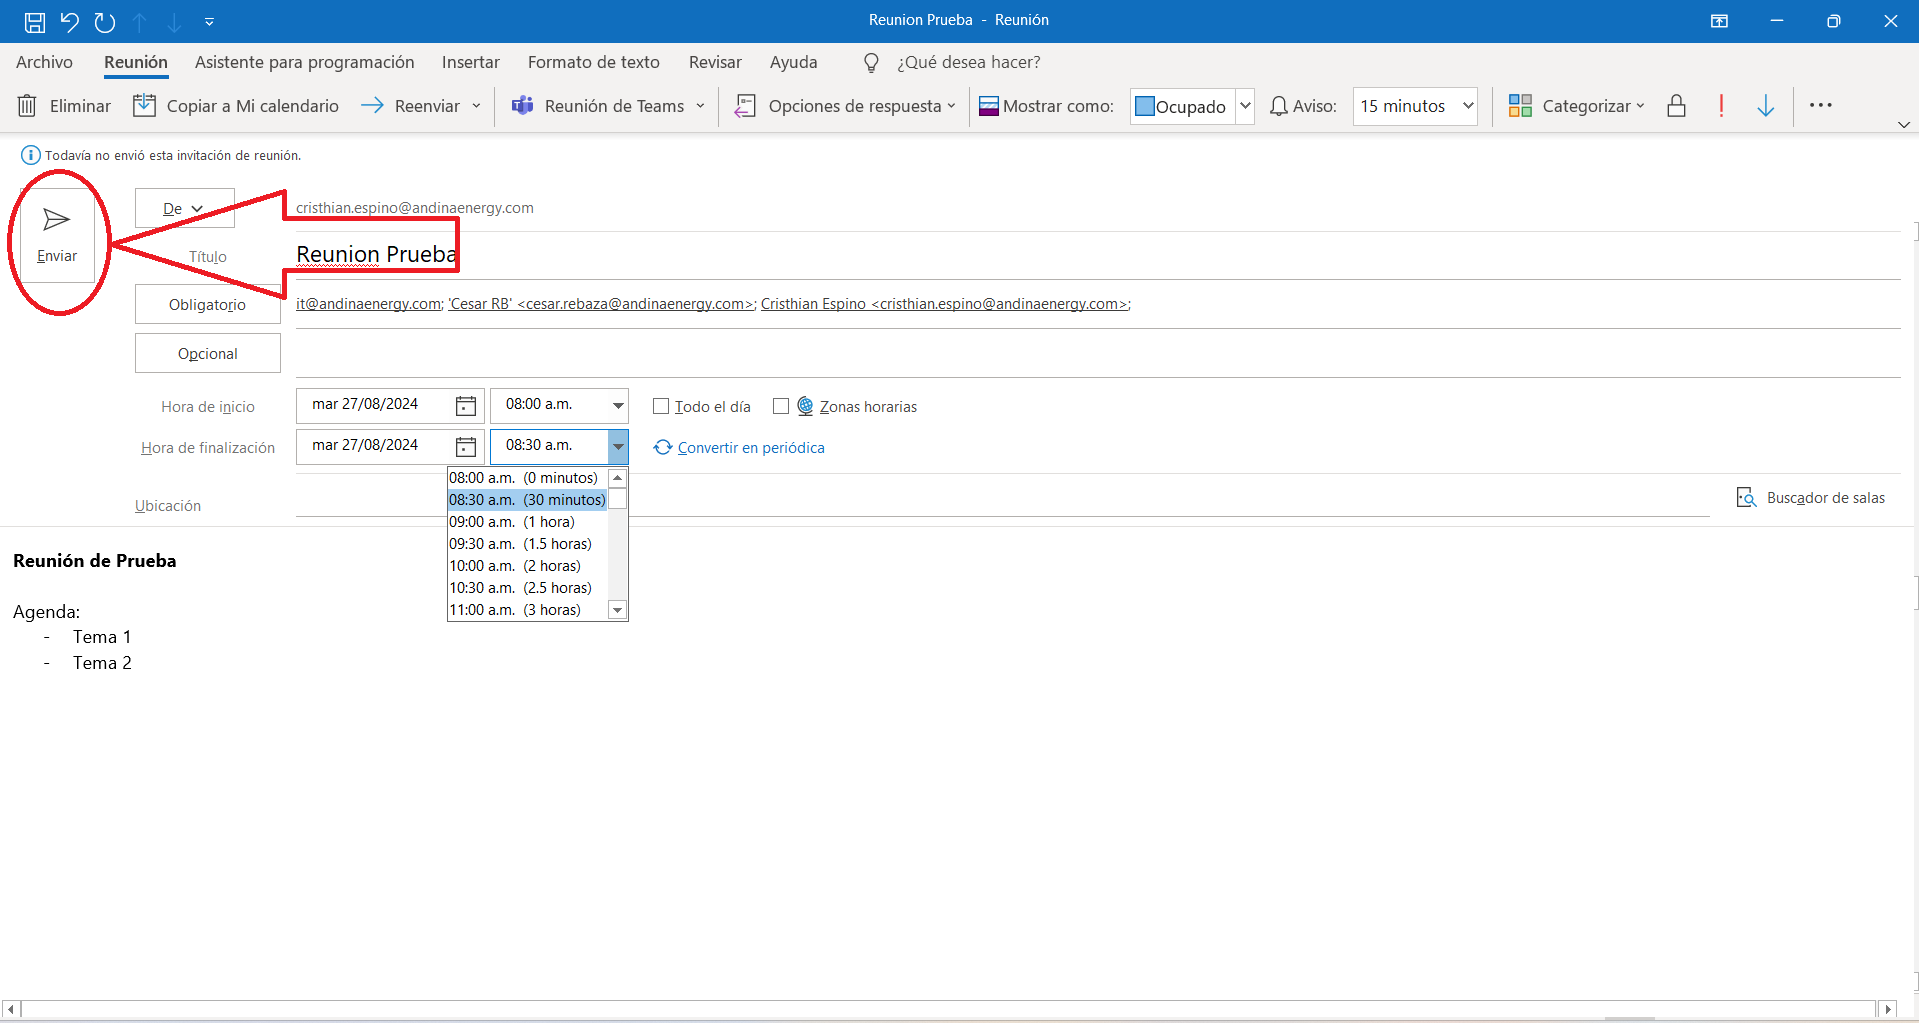 Reunion Prueba - Reunión
Archivo Reunión Asistente para programación Insertar Formato de texto Revisar Ayuda ¿Qué desea hacer?
Eliminar Copiar a Mi calendario Reenviar Reunión de Teams Opciones de respuesta Mostrar como: Ocupado Aviso: 15 minutos Categorizar ! ...
Todavía no envió esta invitación de reunión.
Enviar
De cristhian.espino@andinaenergy.com
Título Reunion Prueba
Obligatorio it@andinaenergy.com; 'Cesar RB' <cesar.rebaza@andinaenergy.com>; Cristhian Espino <cristhian.espino@andinaenergy.com>;
Opcional
Hora de inicio mar 27/08/2024 08:00 a.m. Todo el día Zonas horarias
Hora de finalización mar 27/08/2024 08:30 a.m. Convertir en periódica
08:00 a.m. (0 minutos)
08:30 a.m. (30 minutos)
09:00 a.m. (1 hora)
09:30 a.m. (1.5 horas)
10:00 a.m. (2 horas)
10:30 a.m. (2.5 horas)
11:00 a.m. (3 horas)
Ubicación Buscador de salas
Reunión de Prueba
Agenda:
- Tema 1
- Tema 2